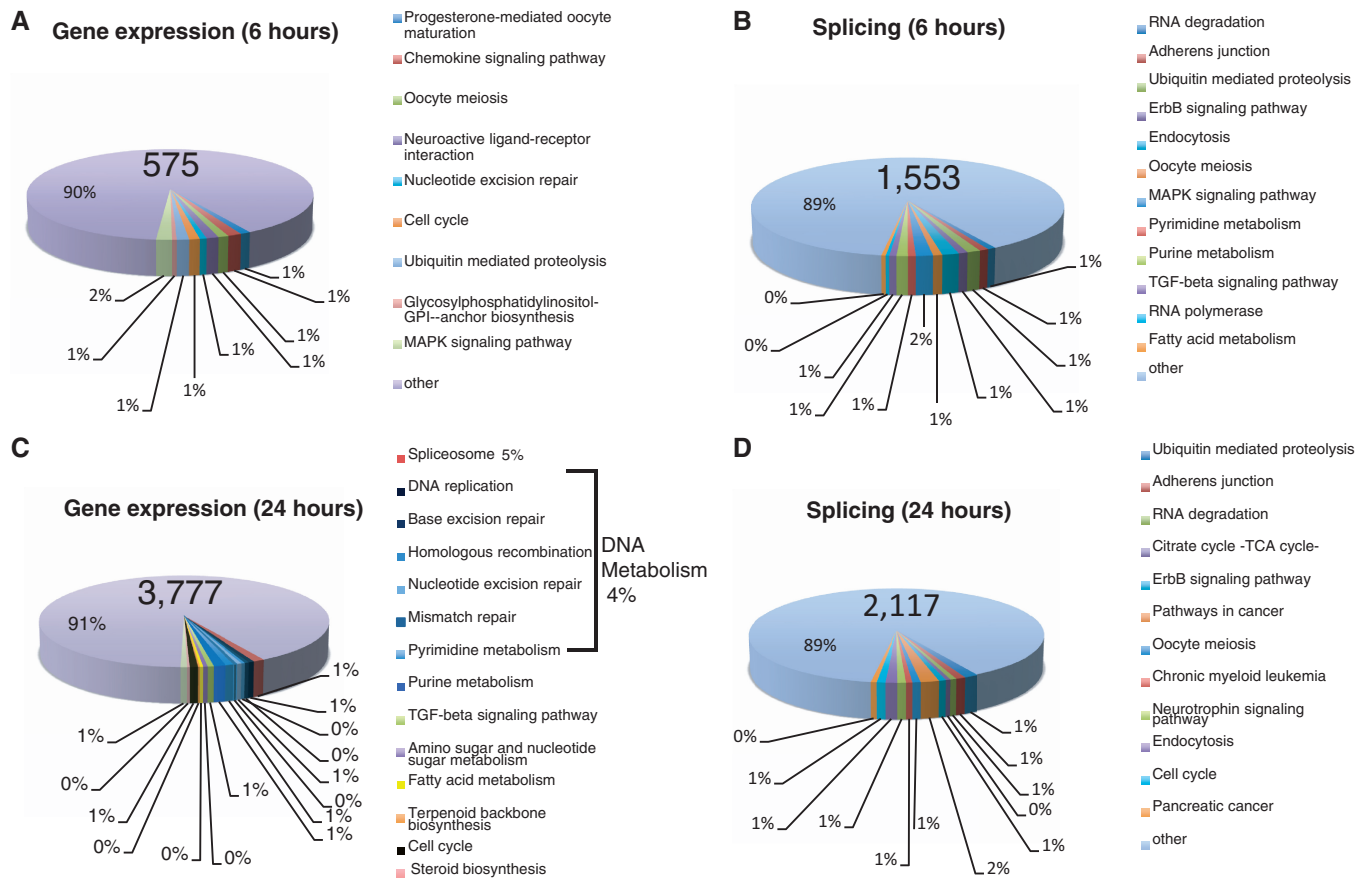 A
Gene expression (6 hours)
575
90%
1%
1%
1%
1%
1%
1%
1%
1%
2%
Progesterone-mediated oocyte
maturation
Chemokine signaling pathway
Oocyte meiosis
Neuroactive ligand-receptor
interaction
Nucleotide excision repair
Cell cycle
Ubiquitin mediated proteolysis
Glycosylphosphatidylinositol-
GPI--anchor biosynthesis
MAPK signaling pathway
other
B
Splicing (6 hours)
1,553
89%
1%
1%
1%
1%
1%
1%
2%
1%
1%
1%
0%
0%
RNA degradation
Adherens junction
Ubiquitin mediated proteolysis
ErbB signaling pathway
Endocytosis
Oocyte meiosis
MAPK signaling pathway
Pyrimidine metabolism
Purine metabolism
TGF-beta signaling pathway
RNA polymerase
Fatty acid metabolism
other
C
Gene expression (24 hours)
3,777
91%
1%
1%
0%
0%
1%
0%
1%
1%
1%
0%
0%
0%
1%
0%
1%
Spliceosome 5%
DNA replication
Base excision repair
Homologous recombination
Nucleotide excision repair
Mismatch repair
Pyrimidine metabolism
DNA
Metabolism
4%
Purine metabolism
TGF-beta signaling pathway
Amino sugar and nucleotide
sugar metabolism
Fatty acid metabolism
Terpenoid backbone
biosynthesis
Cell cycle
Steroid biosynthesis
D
Splicing (24 hours)
2,117
89%
1%
1%
1%
0%
1%
2%
1%
1%
1%
1%
1%
0%
Ubiquitin mediated proteolysis
Adherens junction
RNA degradation
Citrate cycle -TCA cycle-
ErbB signaling pathway
Pathways in cancer
Oocyte meiosis
Chronic myeloid leukemia
Neurotrophin signaling
pathway
Endocytosis
Cell cycle
Pancreatic cancer
other